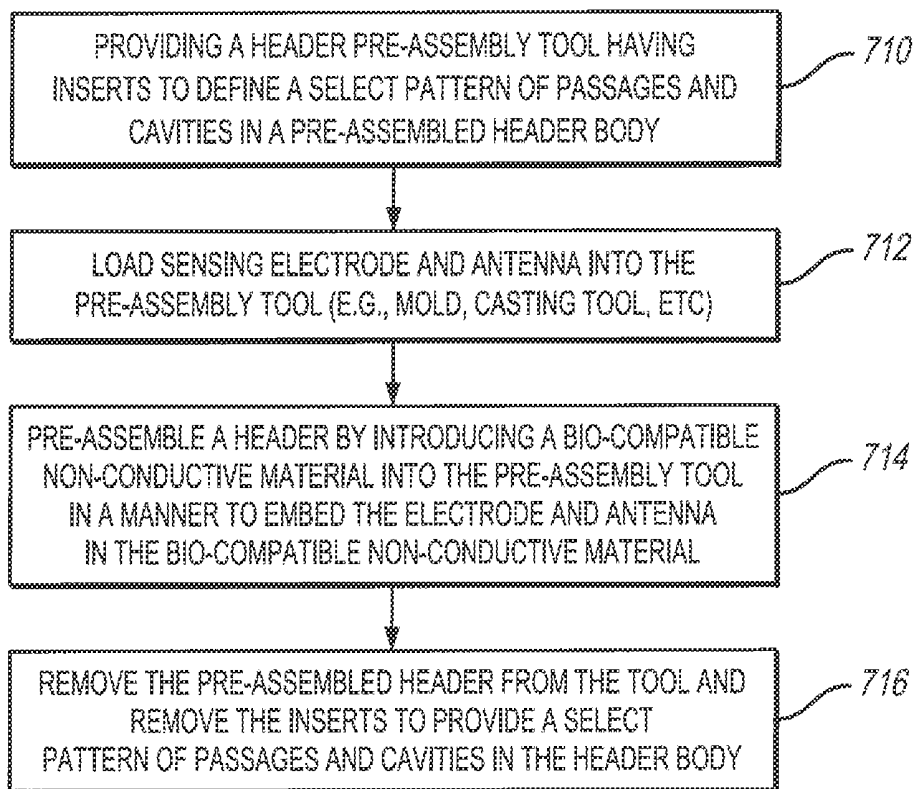 PROVIDING A HEADER PRE-ASSEMBLY TOOL HAVING
INSERTS TO DEFINE A SELECT PATTERN OF PASSAGES AND
CAVITIES IN A PRE-ASSEMBLED HEADER BODY
710
LOAD SENSING ELECTRODE AND ANTENNA INTO THE
PRE-ASSEMBLY TOOL (E.G., MOLD, CASTING TOOL, ETC)
712
PRE-ASSEMBLE A HEADER BY INTRODUCING A BIO-COMPATIBLE
NON-CONDUCTIVE MATERIAL INTO THE PRE-ASSEMBLY TOOL
IN A MANNER TO EMBED THE ELECTRODE AND ANTENNA
IN THE BIO-COMPATIBLE NON-CONDUCTIVE MATERIAL
714
REMOVE THE PRE-ASSEMBLED HEADER FROM THE TOOL AND
REMOVE THE INSERTS TO PROVIDE A SELECT
PATTERN OF PASSAGES AND CAVITIES IN THE HEADER BODY
716